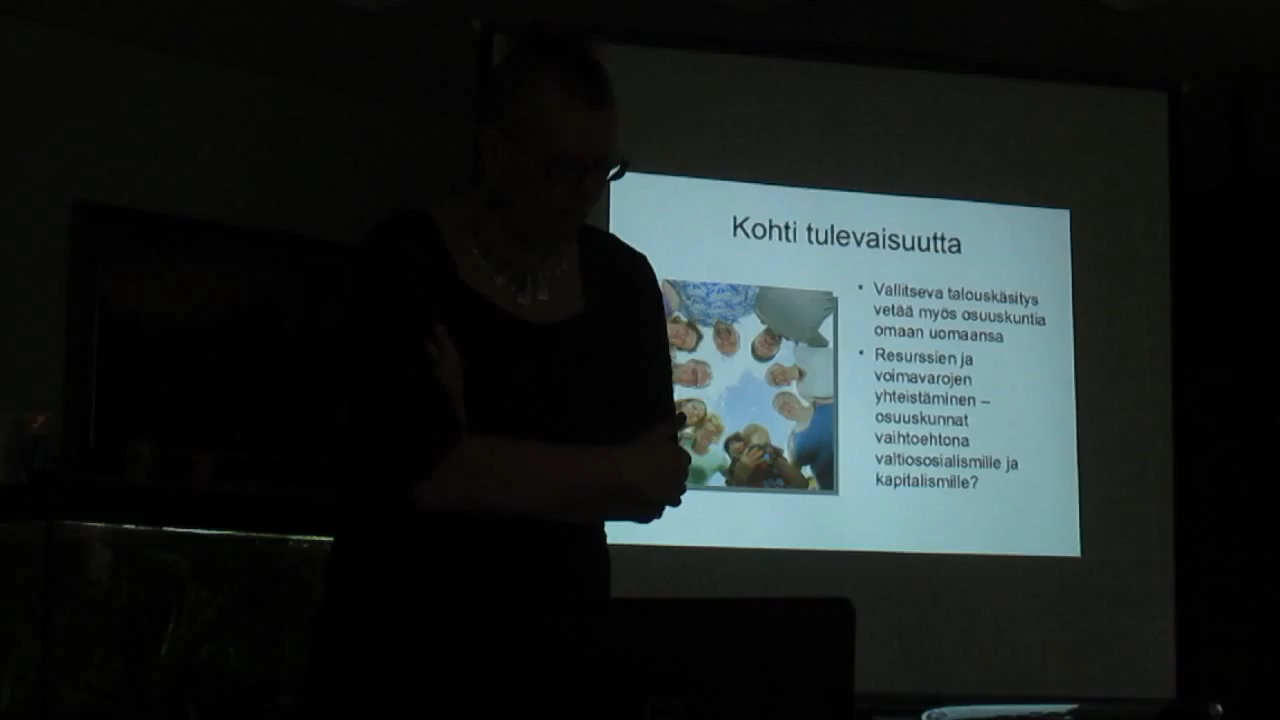 Kohti tulevaisuutta
• Vallitseva talouskäsitys
vetää myös osuuskuntia
omaan uomaansa
• Resurssien ja
voimavarojen
yhteistäminen –
osuuskunnat
vaihtoehtona
valtiososialismille ja
kapitalismille?